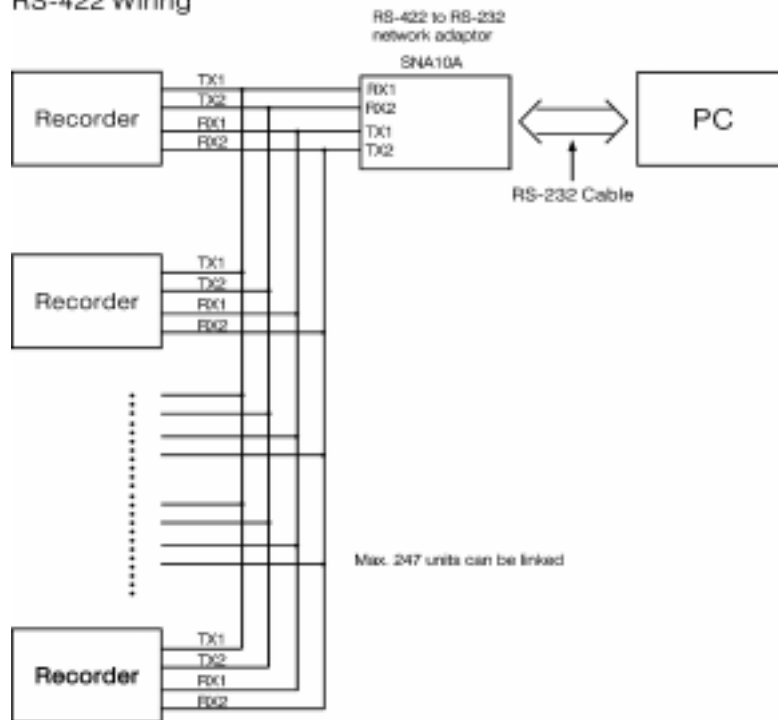 RS-422 Wiring
RS-422 to RS-232
network adaptor
SNA10A
Recorder
TX1
TX2
RX1
RX2
RX1
RX2
TX1
TX2
PC
RS-232 Cable
Recorder
TX1
TX2
RX1
RX2
Max. 247 units can be linked
Recorder
TX1
TX2
RX1
RX2